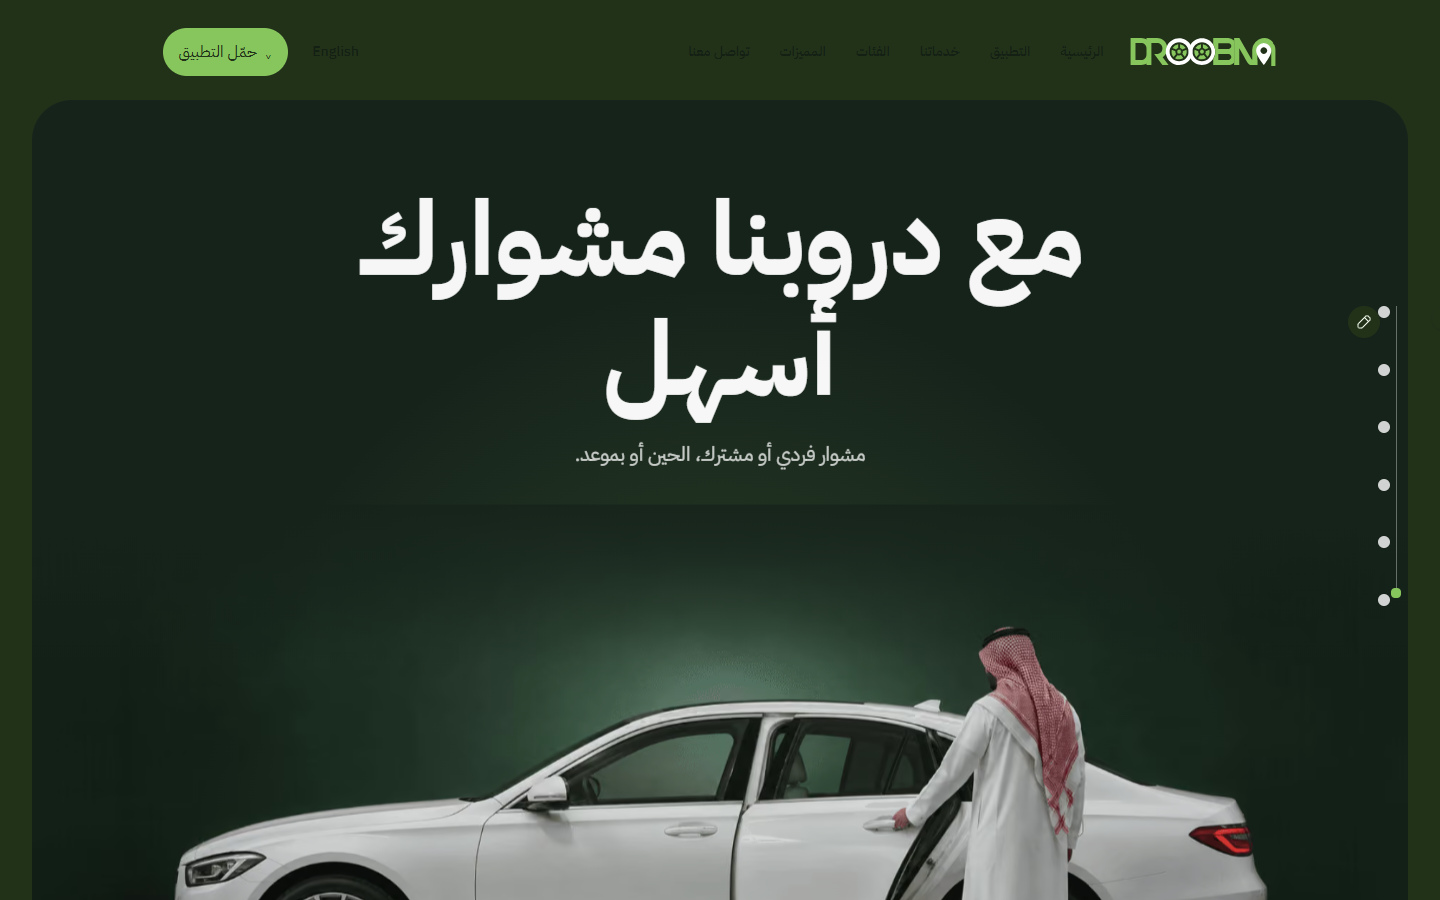 DROOBNA
الرئيسية
التطبيق
خدماتنا
الفئات
المميزات
تواصل معنا
English
حمّل التطبيق
مع دروبنا مشوارك
أسهل
مشوار فردي أو مشترك، الحين أو بموعد.